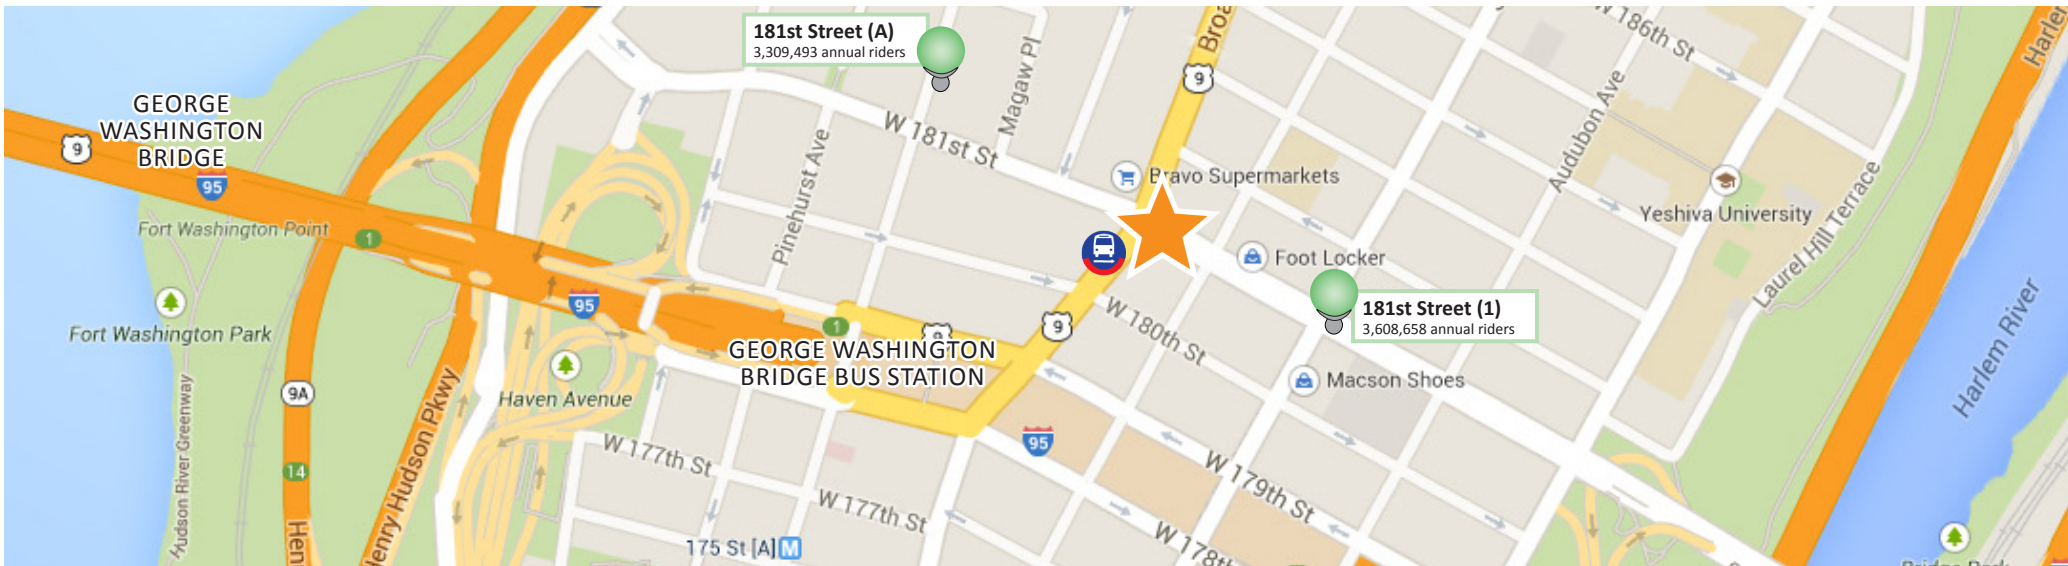 181st Street (A)
3,309,493 annual riders
Magaw Pl
Broa
9
W 186th St
Harle
GEORGE
WASHINGTON
BRIDGE
9
95
W 181st St
Pinehurst Ave
Audubon Ave
Bravo Supermarkets
Yeshiva University
Laurel Hill Terrace
Fort Washington Point
1
Foot Locker
181st Street (1)
3,608,658 annual riders
Harlem River
95
Fort Washington Park
1
9
9
W 180th St
GEORGE WASHINGTON
BRIDGE BUS STATION
Macson Shoes
9A
Haven Avenue
Hudson River Greenway
Henry Hudson Pkwy
14
Hen
95
W 177th St
W 177th St
W 179th St
W 178th
175 St [A] M